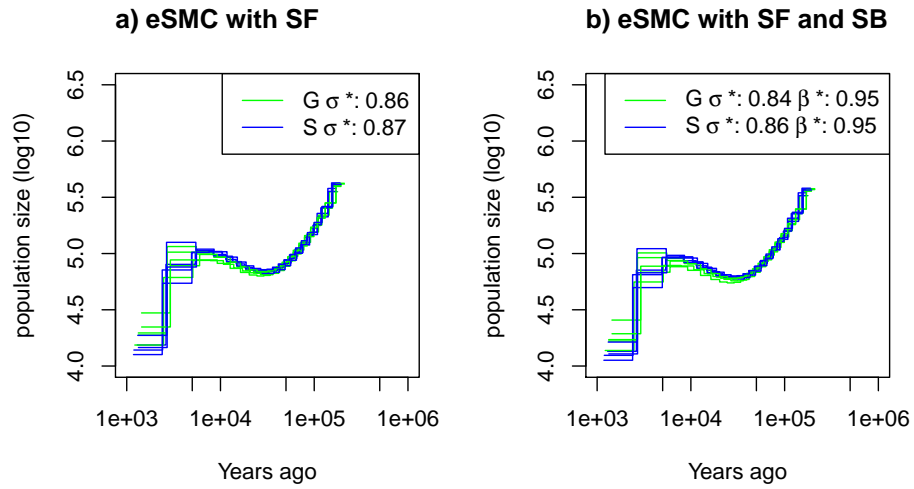 a) eSMC with SF
G σ *: 0.86
S σ *: 0.87
population size (log10)
6.5
6.0
5.5
5.0
4.5
4.0
1e+03 1e+04 1e+05 1e+06
Years ago
b) eSMC with SF and SB
G σ *: 0.84 β *: 0.95
S σ *: 0.86 β *: 0.95
population size (log10)
6.5
6.0
5.5
5.0
4.5
4.0
1e+03 1e+04 1e+05 1e+06
Years ago